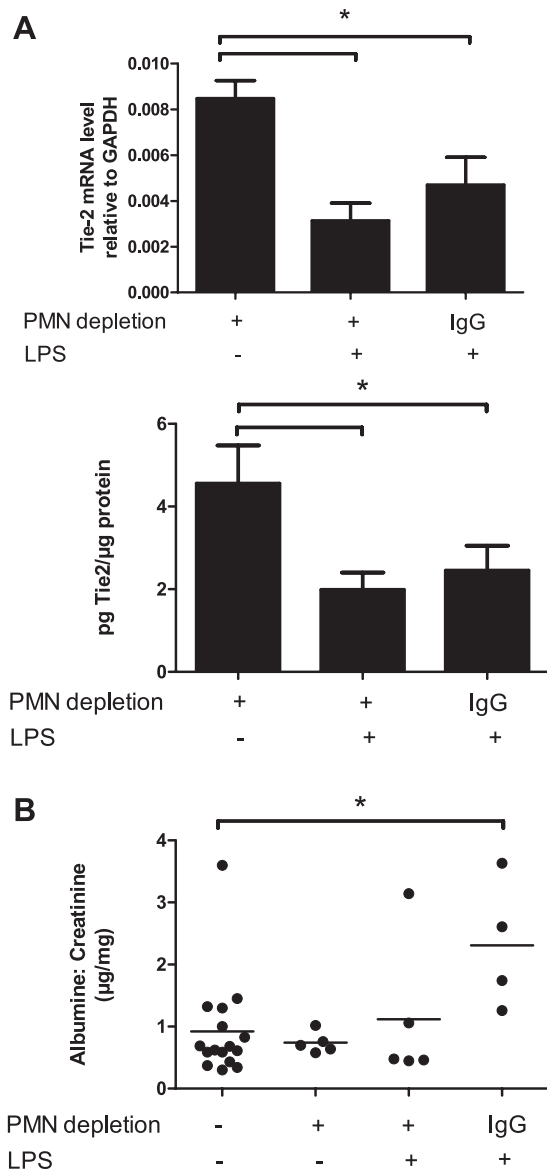 A
*
Tie-2 mRNA level
relative to GAPDH
0.010
0.008
0.006
0.004
0.002
0.000
PMN depletion + + IgG
LPS - + +
*
pg Tie2/µg protein
6
4
2
0
PMN depletion + + IgG
LPS - + +
B
*
Albumine: Creatinine
(µg/mg)
4
3
2
1
0
PMN depletion - + + IgG
LPS - - + +